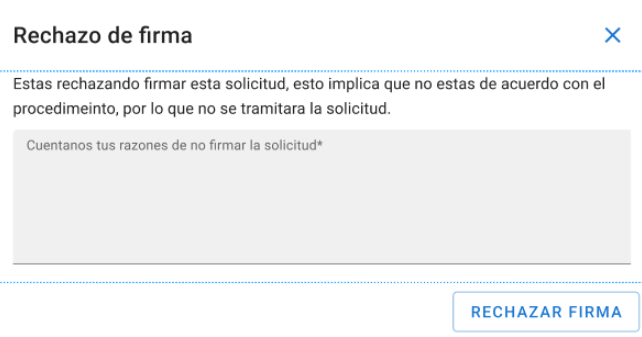 Rechazo de firma
Estas rechazando firmar esta solicitud, esto implica que no estas de acuerdo con el
procedimeinto, por lo que no se tramitara la solicitud.
Cuentanos tus razones de no firmar la solicitud*
RECHAZAR FIRMA